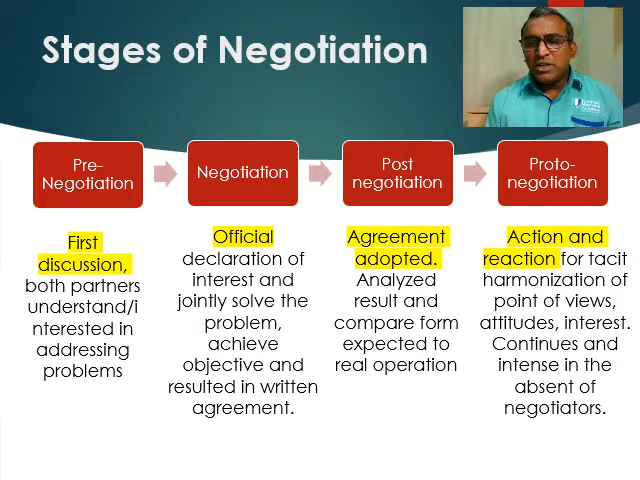 Stages of Negotiation
Pre-
Negotiation
Negotiation
Post
negotiation
Proto-
negotiation
First
discussion,
both partners
understand/i
nterested in
addressing
problems
Official
declaration of
interest and
jointly solve the
problem,
achieve
objective and
resulted in written
agreement.
Agreement
adopted.
Analyzed
result and
compare form
expected to
real operation
Action and
reaction for tacit
harmonization of
point of views,
attitudes, interest.
Continues and
intense in the
absent of
negotiators.